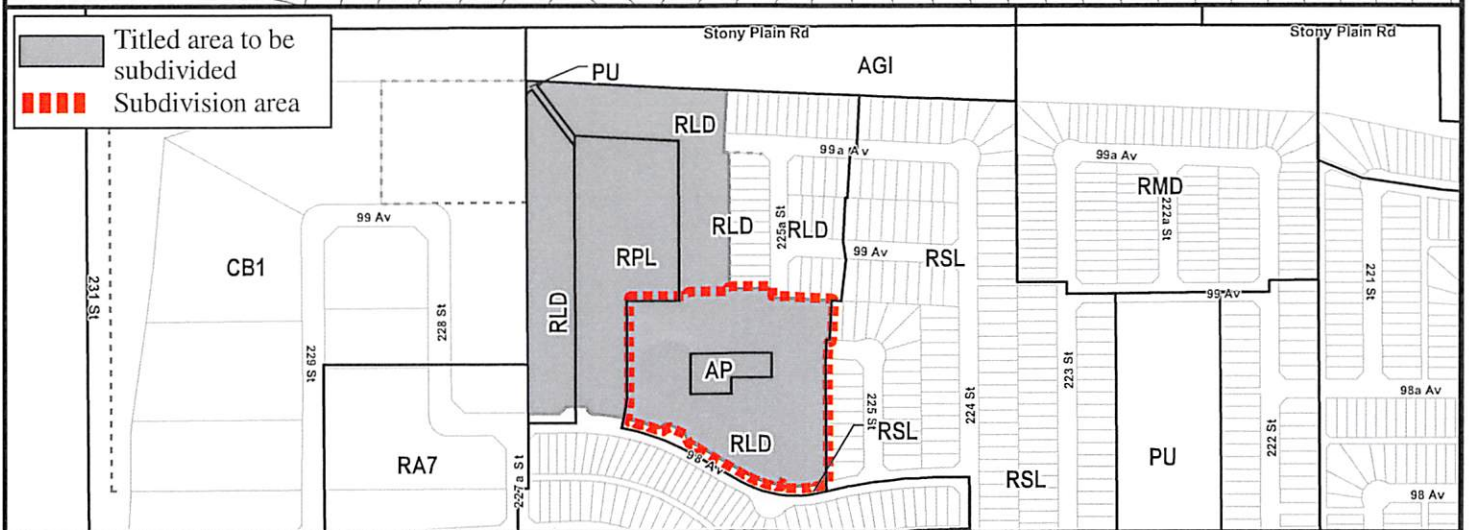 Titled area to be
subdivided
Subdivision area
Stony Plain Rd
Stony Plain Rd
AGI
PU
RLD
99a Av
99a Av
RMD
222a St
99 Av
RLD
225a St
RLD
99 Av
RSL
CB1
RPL
231 St
228 St
RLD
99 Av
221 St
229 St
AP
225 St
224 St
223 St
98a Av
RLD
RSL
222 St
98 Av
RA7
227a St
RSL
PU
98 Av